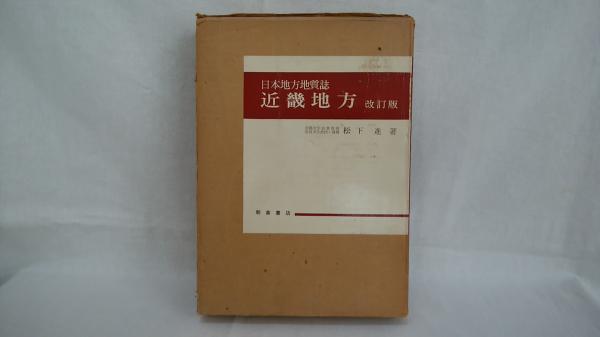 日本地方地質誌
近畿地方 改訂版
松下 進 著
朝倉書店